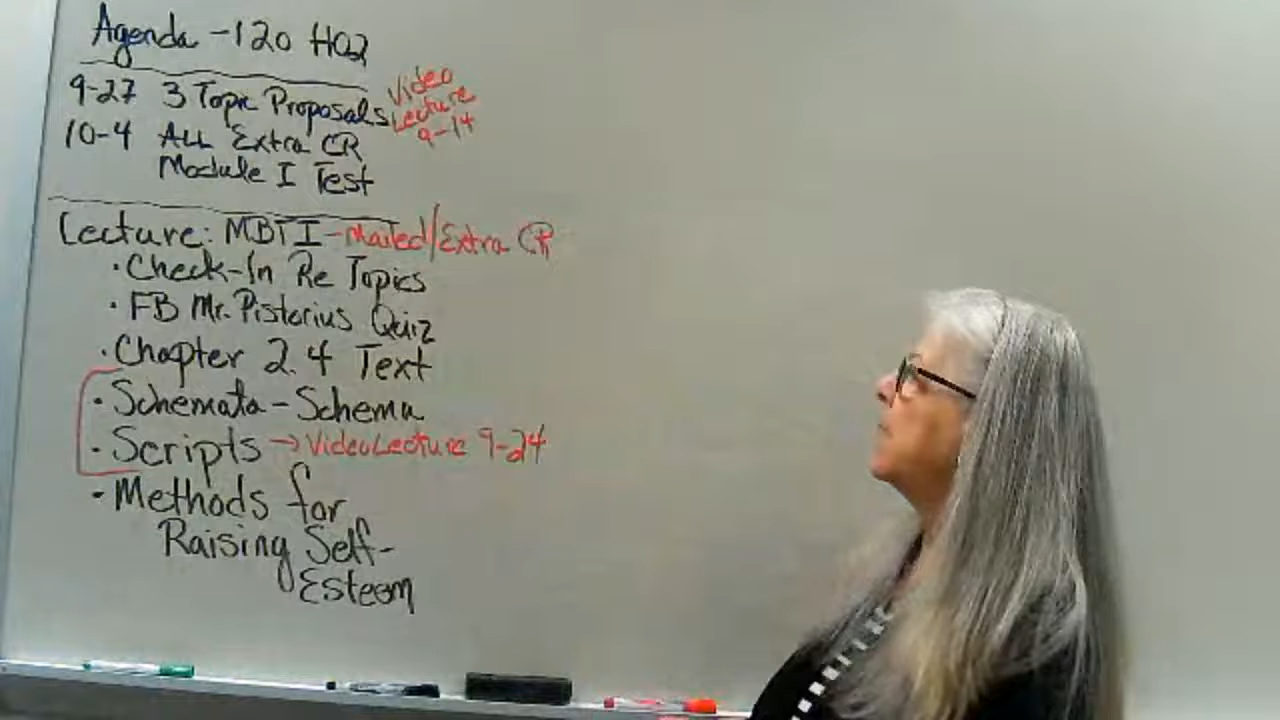 Agenda - 120 HO2
9-27 3 Topic Proposals
Video
Lecture
9-14
10-4 ALL Extra CR
Module I Test
Lecture: MBTI - Mailed/Extra CR
• Check-In Re Topics
• FB Mr. Pistorius Quiz
• Chapter 2.4 Text
• Schemata - Schema
• Scripts → Video Lecture 9-24
• Methods for
Raising Self-
Esteem